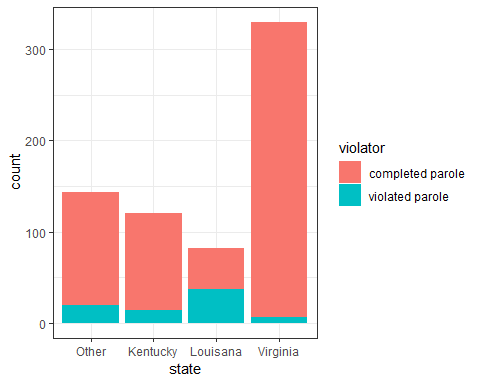 300
200
100
0
count
Other Kentucky Louisana Virginia
state
violator
completed parole
violated parole